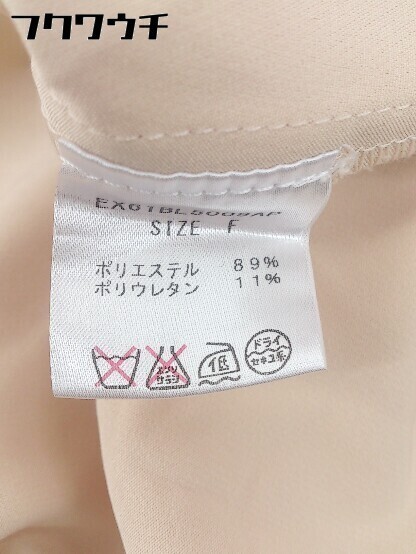 フクワウチ
EX61BL5009AP
SIZE F
ポリエステル 89%
ポリウレタン 11%
エンソ
サラシ
低
ドライ
セキユ系